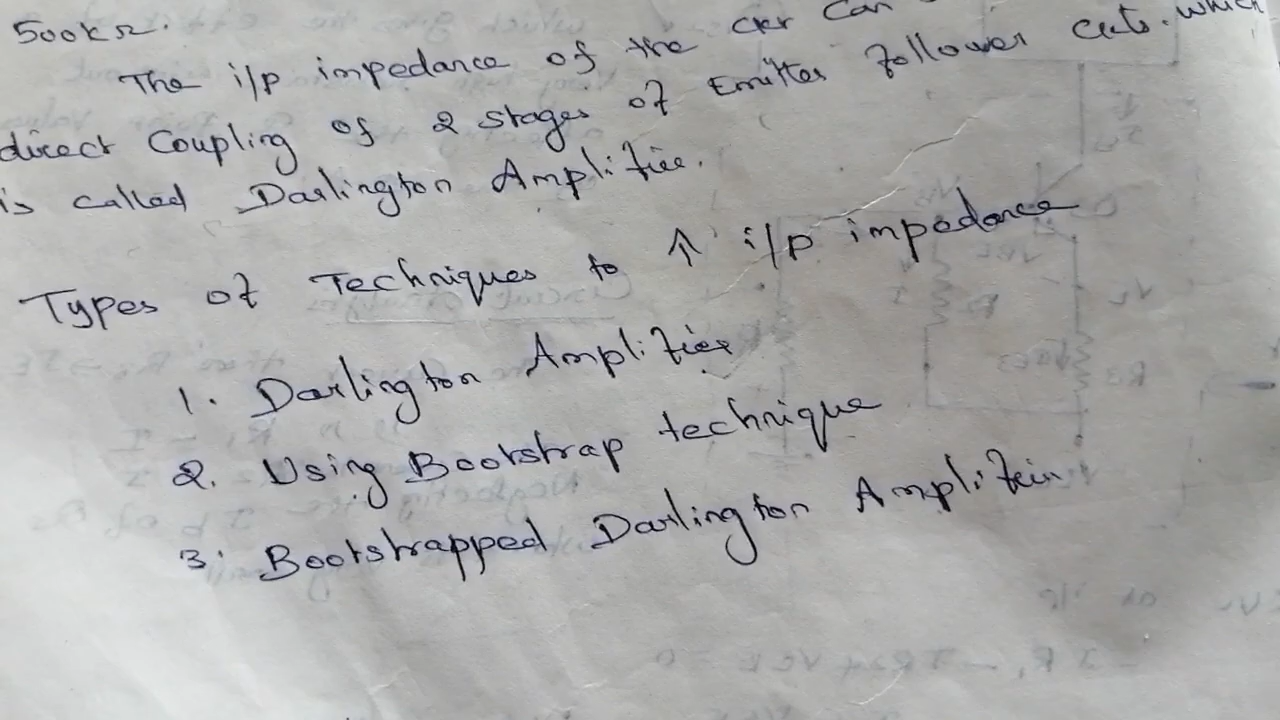 500kΩ.
The i/p impedance of the ckt can
direct coupling of 2 stages of Emitter follower ckts. which
is called Darlington Amplifier.
Types of Techniques to ↑ i/p impedance
1. Darlington Amplifier
2. Using Bootstrap technique
3. Bootstrapped Darlington Amplifier